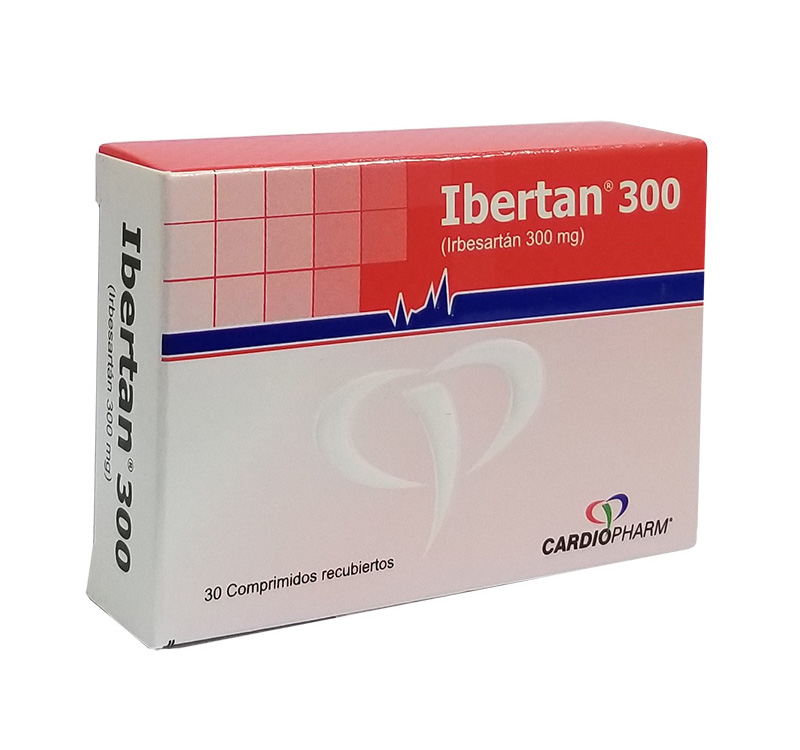 Ibertan® 300
(Irbesartán 300 mg)
Ibertan® 300
(Irbesartán 300 mg)
30 Comprimidos recubiertos
CARDIOPHARM®